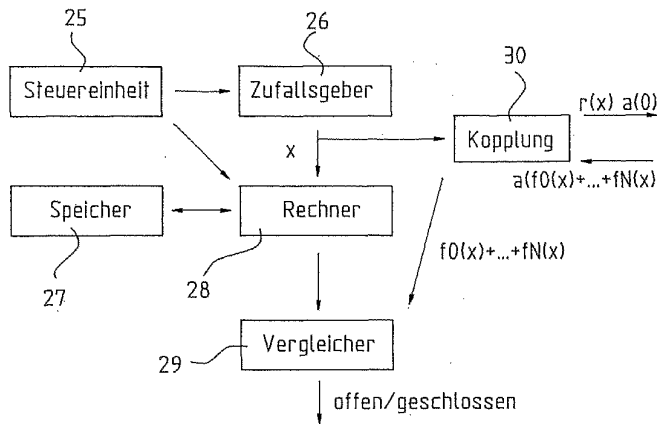 25
26
30
Steuereinheit
Zufallsgeber
r(x) a(0)
Kopplung
x
a(f0(x)+...+fN(x)
Speicher
Rechner
f0(x)+...+fN(x)
27
28
Vergleicher
29
offen/geschlossen